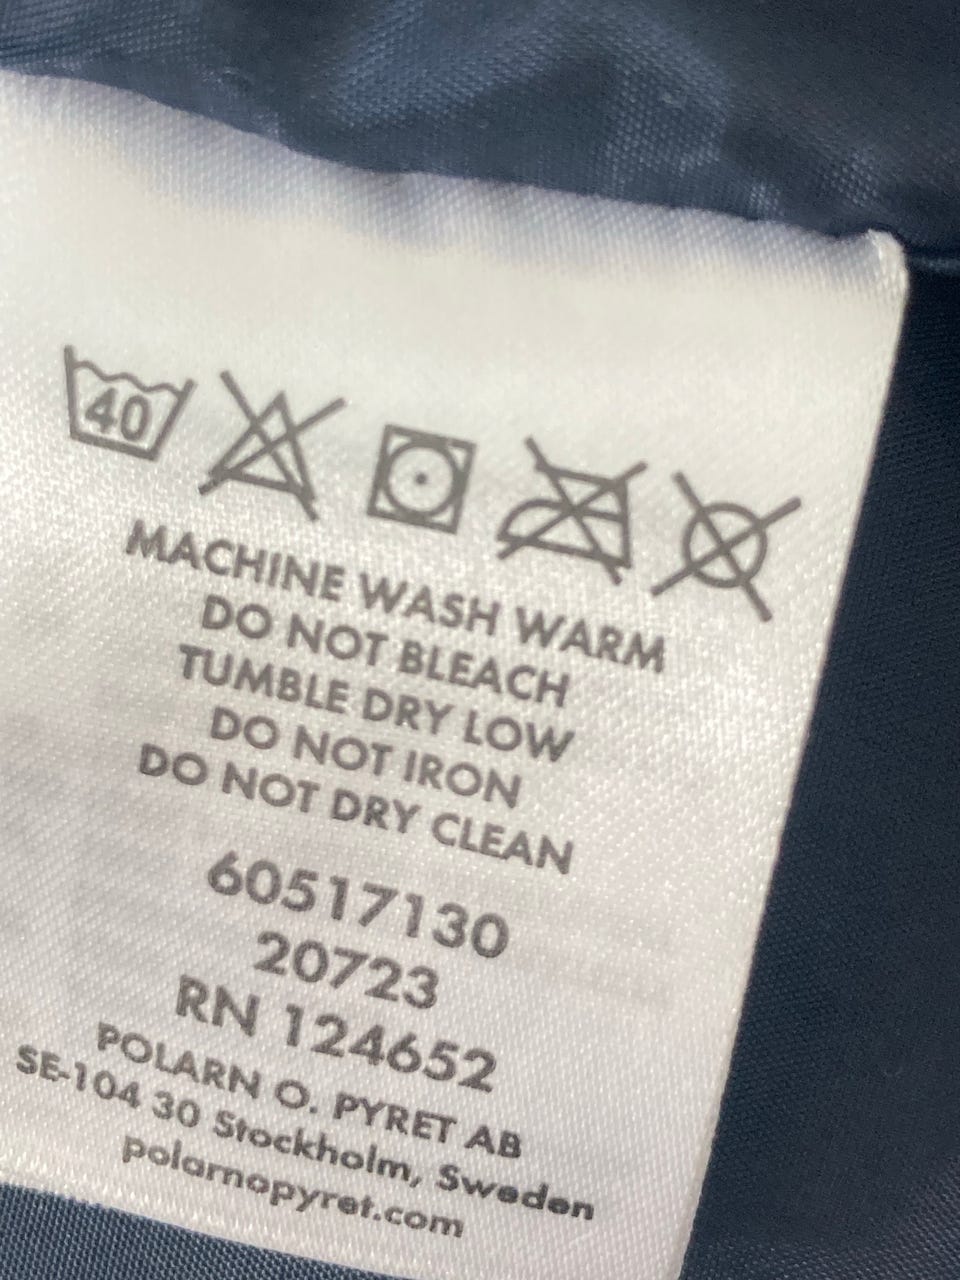 40
MACHINE WASH WARM
DO NOT BLEACH
TUMBLE DRY LOW
DO NOT IRON
DO NOT DRY CLEAN
60517130
20723
RN 124652
POLARN O. PYRET AB
SE-104 30 Stockholm, Sweden
polarnopyret.com